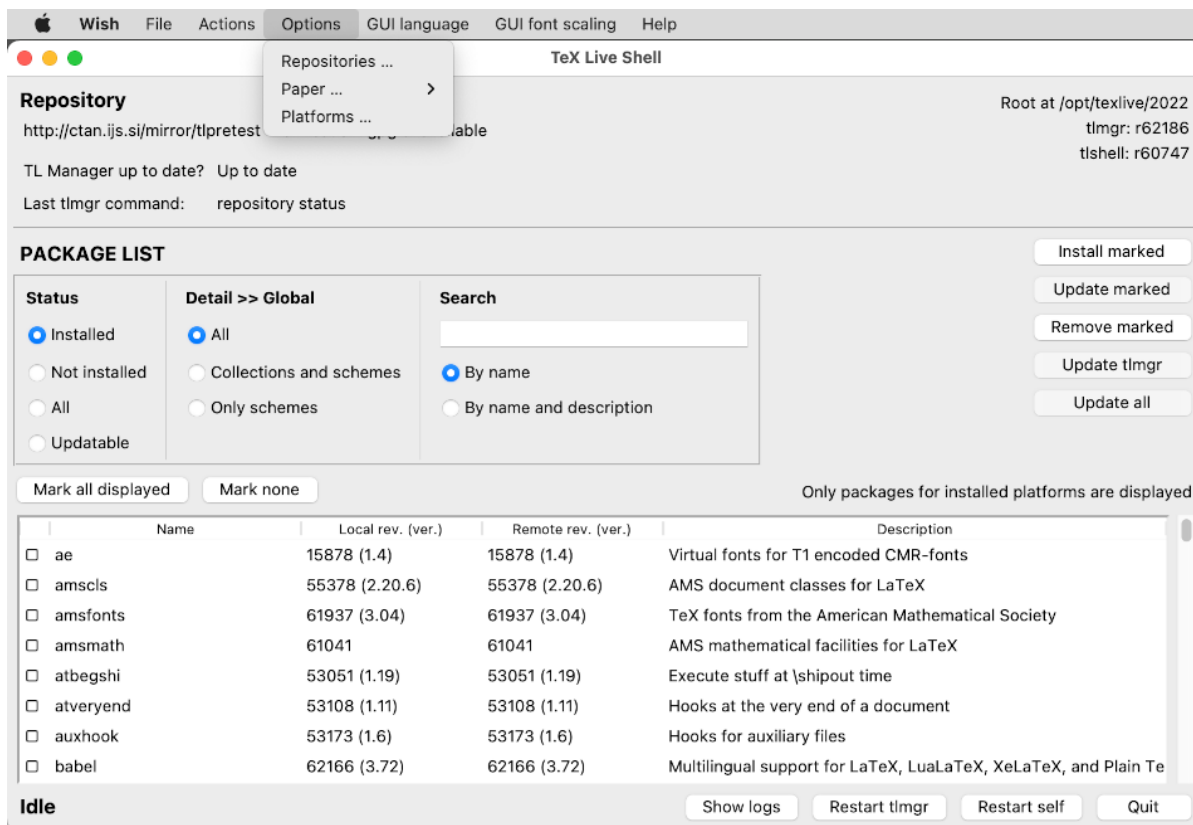 Wish File Actions Options GUI language GUI font scaling Help
TeX Live Shell
Repositories ...
Paper ...
Platforms ...
Repository
http://ctan.ijs.si/mirror/tlpretest
Root at /opt/texlive/2022
tlmgr: r62186
tlshell: r60747
TL Manager up to date? Up to date
Last tlmgr command: repository status
PACKAGE LIST
Install marked
Update marked
Remove marked
Update tlmgr
Update all
Status
Installed
Not installed
All
Updatable
Detail >> Global
All
Collections and schemes
Only schemes
Search
By name
By name and description
Mark all displayed Mark none
Only packages for installed platforms are displayed
Name Local rev. (ver.) Remote rev. (ver.) Description
ae 15878 (1.4) 15878 (1.4) Virtual fonts for T1 encoded CMR-fonts
amscls 55378 (2.20.6) 55378 (2.20.6) AMS document classes for LaTeX
amsfonts 61937 (3.04) 61937 (3.04) TeX fonts from the American Mathematical Society
amsmath 61041 61041 AMS mathematical facilities for LaTeX
atbegshi 53051 (1.19) 53051 (1.19) Execute stuff at \shipout time
atveryend 53108 (1.11) 53108 (1.11) Hooks at the very end of a document
auxhook 53173 (1.6) 53173 (1.6) Hooks for auxiliary files
babel 62166 (3.72) 62166 (3.72) Multilingual support for LaTeX, LuaLaTeX, XeLaTeX, and Plain Te
Idle Show logs Restart tlmgr Restart self Quit